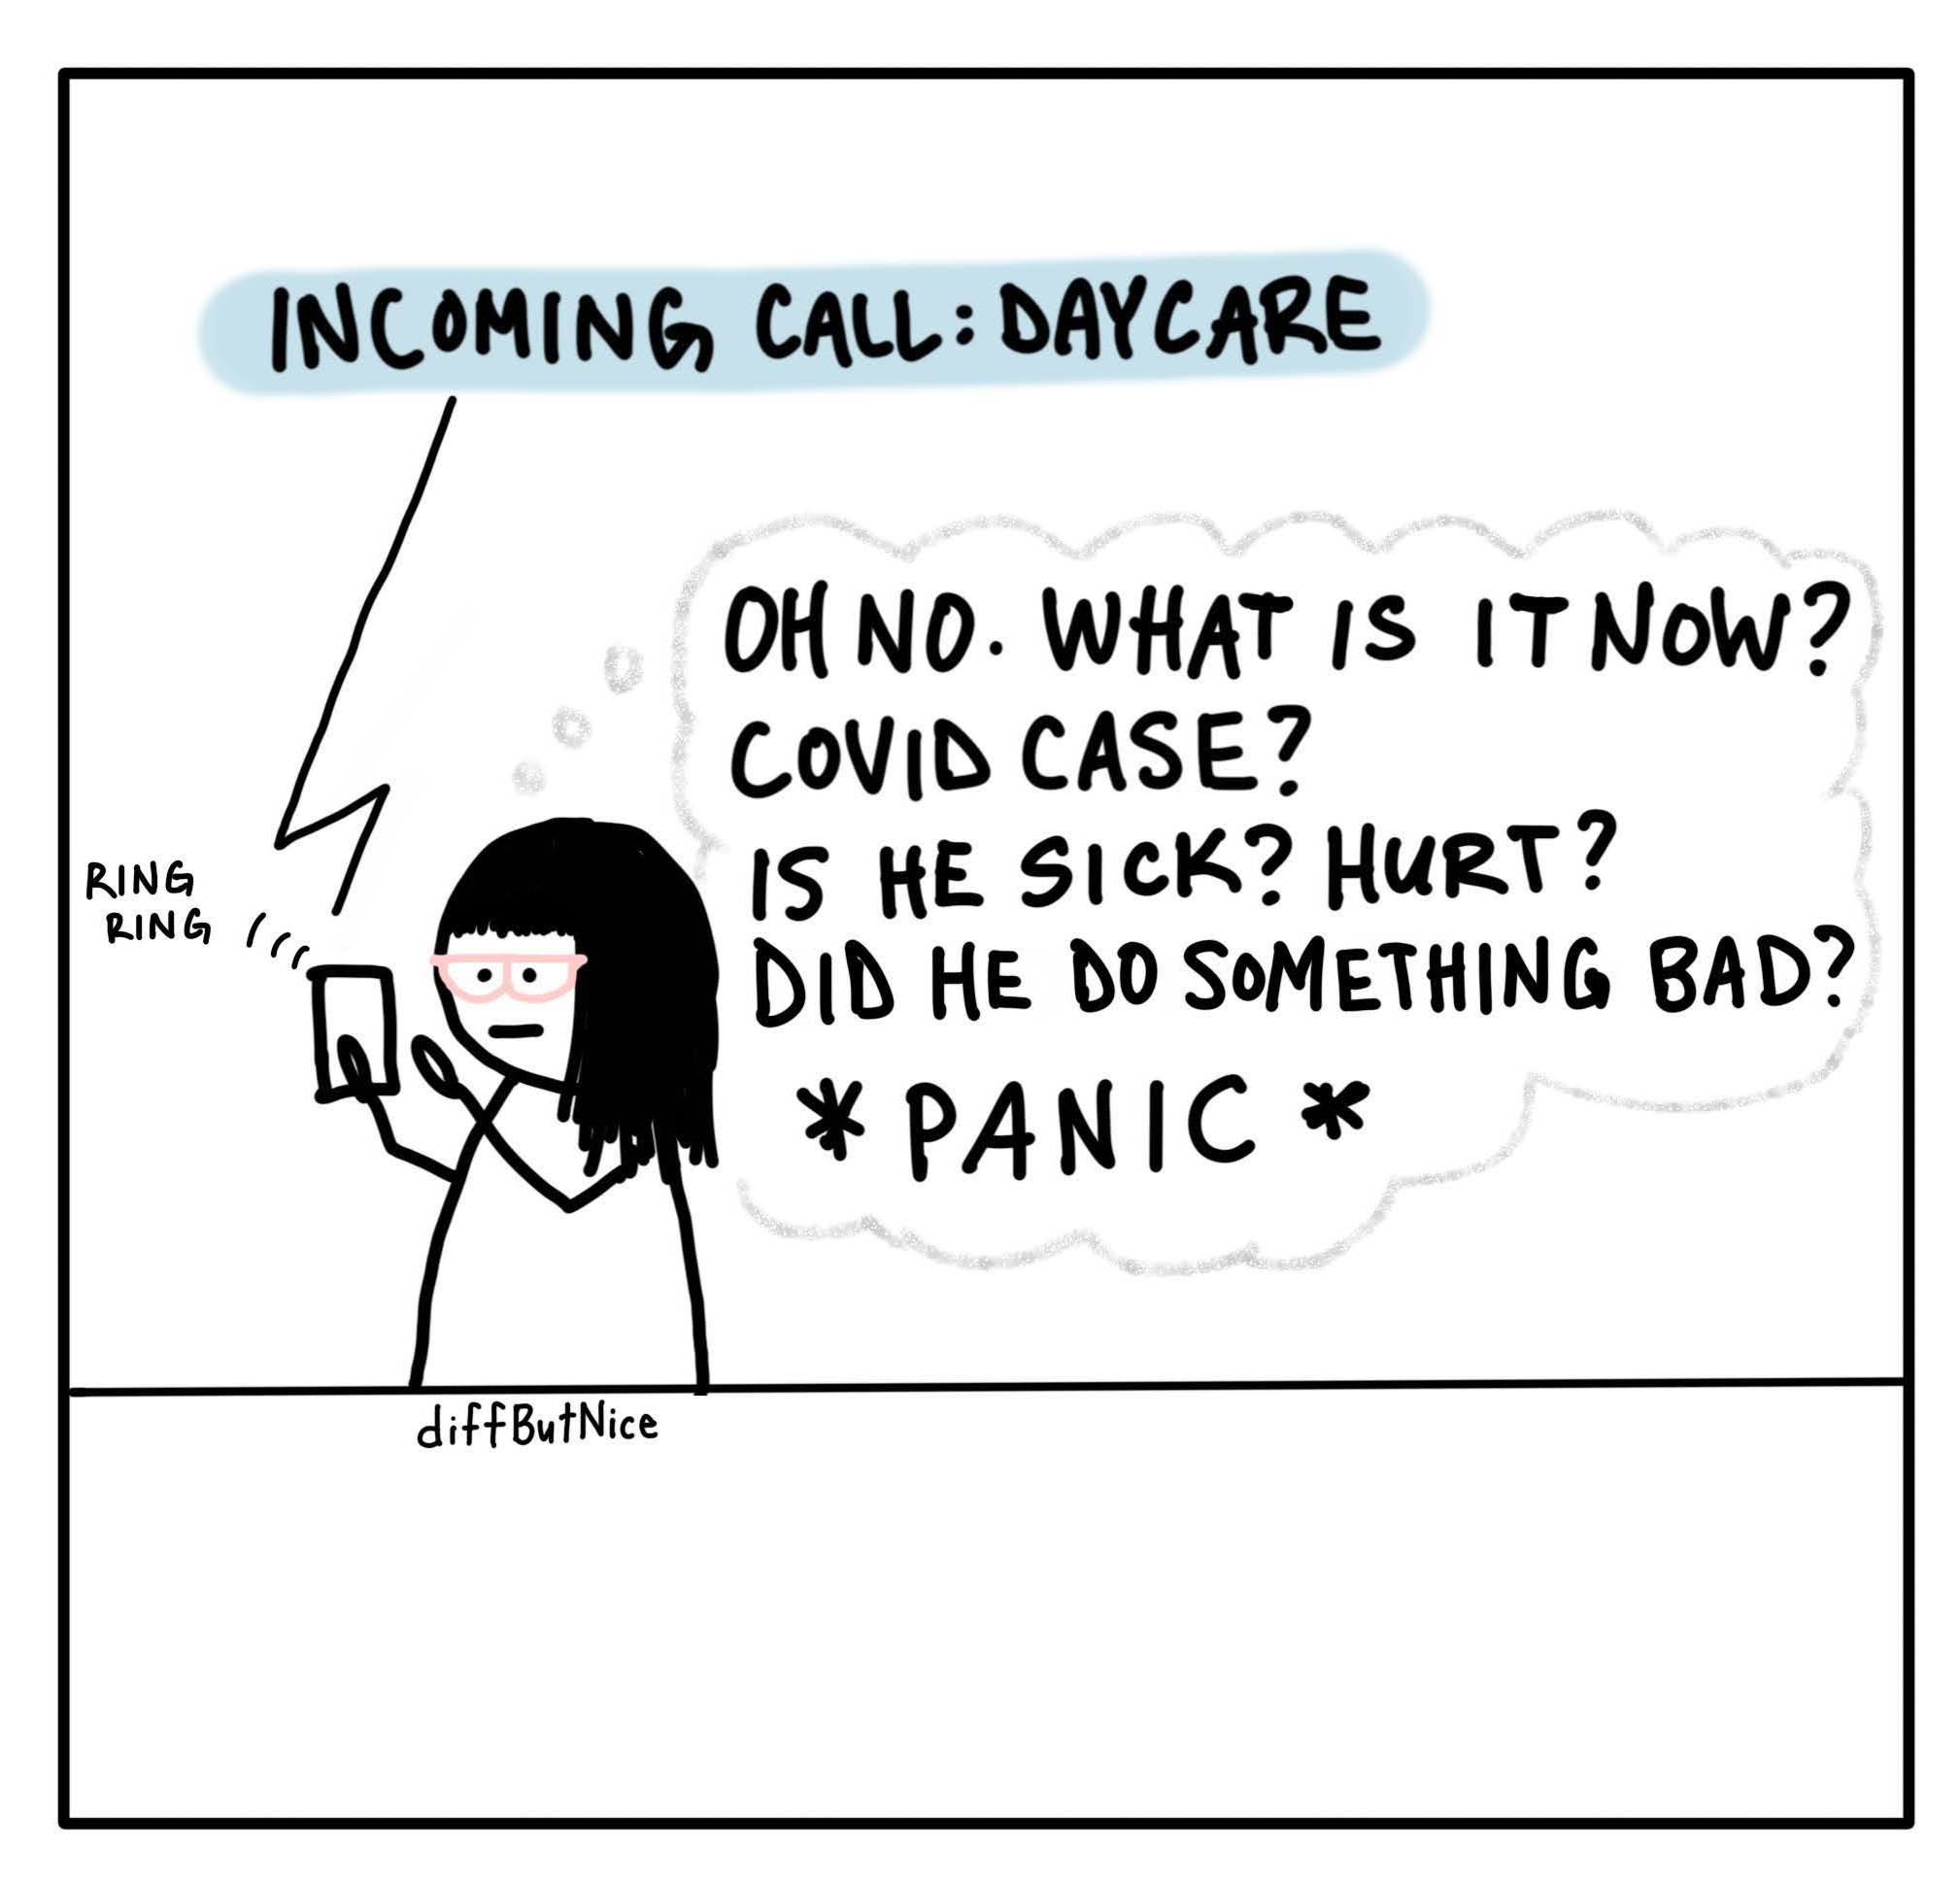 INCOMING CALL: DAYCARE
OH NO. WHAT IS IT NOW?
COVID CASE?
IS HE SICK? HURT?
DID HE DO SOMETHING BAD?
* PANIC *
RING
RING
diffButNice